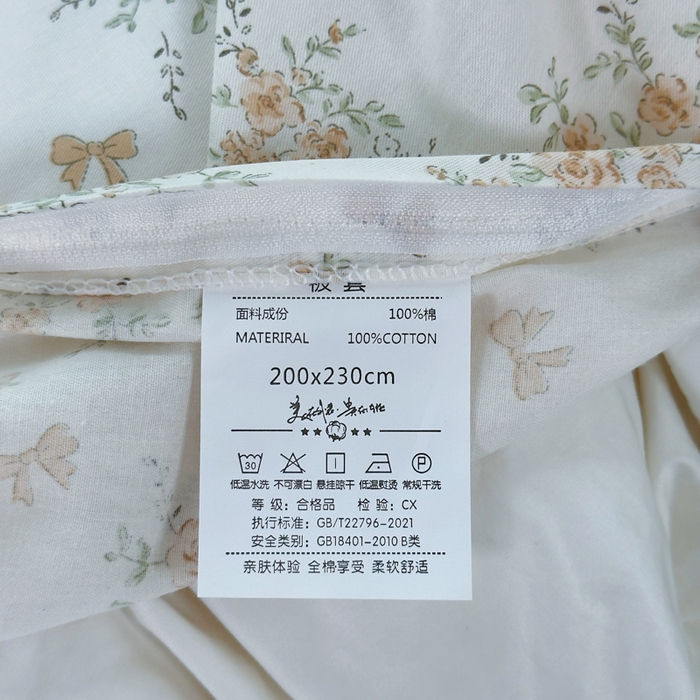 被套
面料成份 100%棉
MATERIRAL 100%COTTON
200x230cm
30
低温水洗 不可漂白 悬挂晾干 低温熨烫 常规干洗
等 级：合格品 检 验：CX
执行标准：GB/T22796-2021
安全类别：GB18401-2010 B类
亲肤体验 全棉享受 柔软舒适